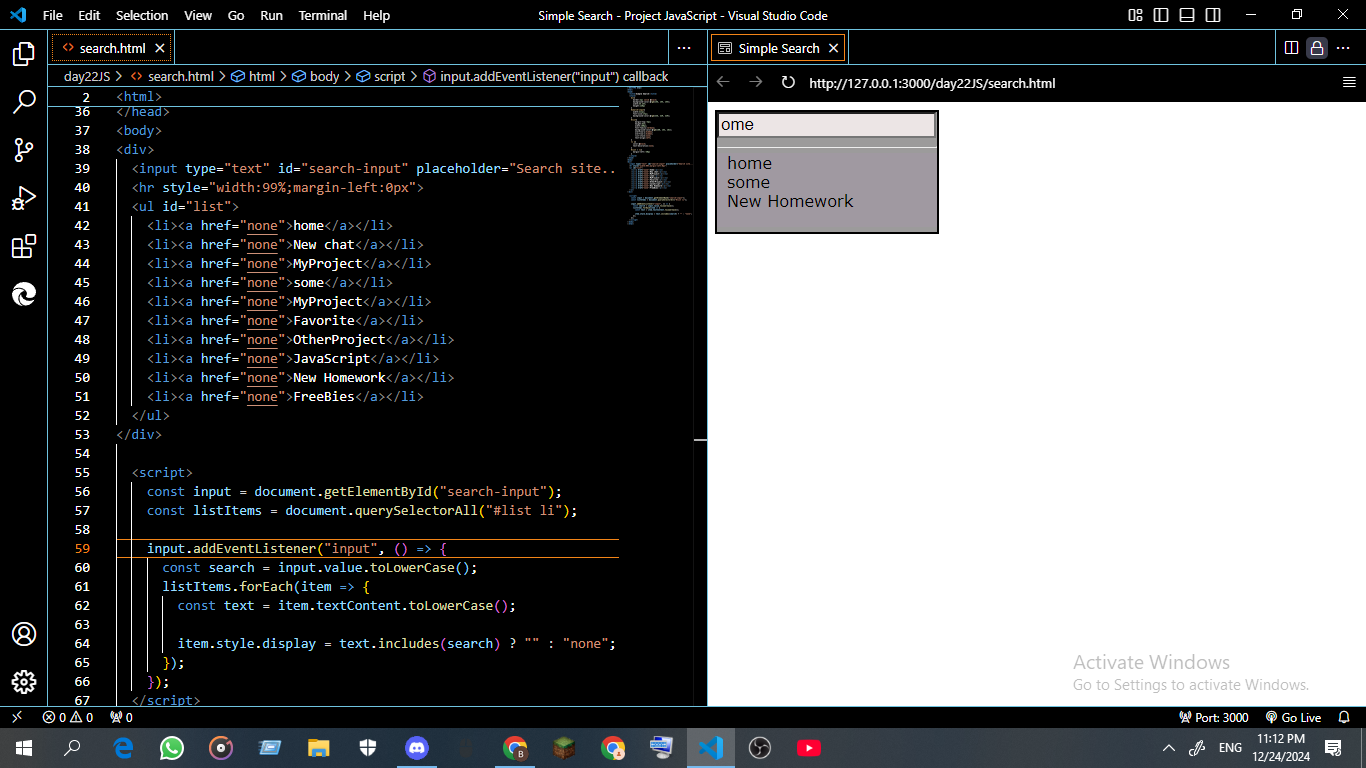 File Edit Selection View Go Run Terminal Help
Simple Search - Project JavaScript - Visual Studio Code
search.html
Simple Search
day22JS > search.html > html > body > script > input.addEventListener("input") callback
http://127.0.0.1:3000/day22JS/search.html
2 <html>
36 </head>
37 <body>
38 <div>
39 <input type="text" id="search-input" placeholder="Search site..
40 <hr style="width:99%;margin-left:0px">
41 <ul id="list">
42 <li><a href="none">home</a></li>
43 <li><a href="none">New chat</a></li>
44 <li><a href="none">MyProject</a></li>
45 <li><a href="none">some</a></li>
46 <li><a href="none">MyProject</a></li>
47 <li><a href="none">Favorite</a></li>
48 <li><a href="none">OtherProject</a></li>
49 <li><a href="none">JavaScript</a></li>
50 <li><a href="none">New Homework</a></li>
51 <li><a href="none">FreeBies</a></li>
52 </ul>
53 </div>
54
55 <script>
56 const input = document.getElementById("search-input");
57 const listItems = document.querySelectorAll("#list li");
58
59 input.addEventListener("input", () => {
60 const search = input.value.toLowerCase();
61 listItems.forEach(item => {
62 const text = item.textContent.toLowerCase();
63
64 item.style.display = text.includes(search) ? "" : "none";
65 });
66 });
67 </script>
ome
home
some
New Homework
Activate Windows
Go to Settings to activate Windows.
0 0 0
Port: 3000 Go Live
B
A
ENG
11:12 PM
12/24/2024